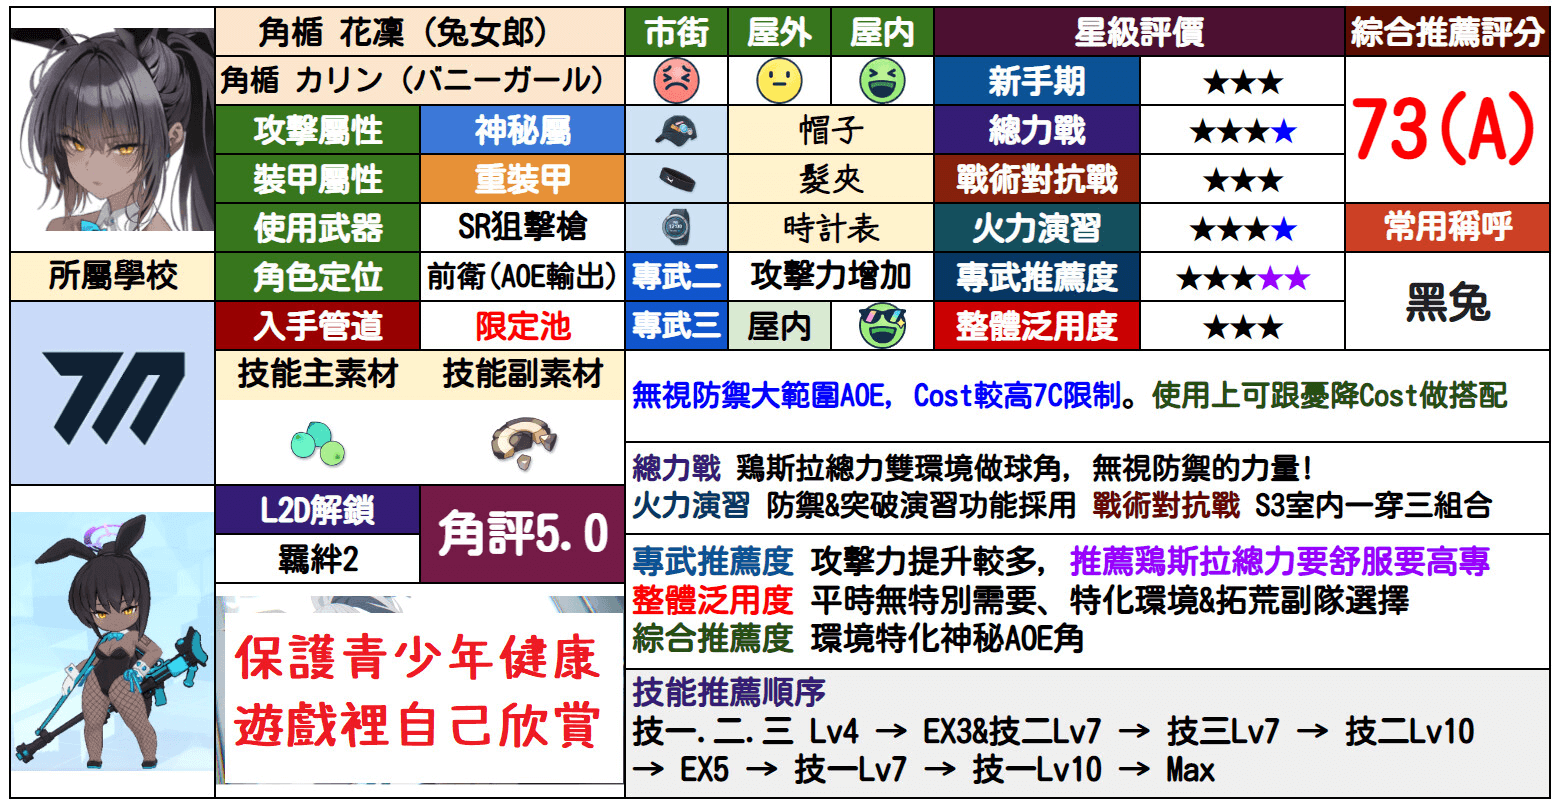 角楯 花凜 (兔女郎)
角楯 カリン (バニーガール)
市街
屋外
屋内
星級評價
綜合推薦評分
新手期
★★★
73(A)
攻擊屬性
神秘屬
帽子
總力戰
★★★★
裝甲屬性
重裝甲
髮夾
戰術對抗戰
★★★
使用武器
SR狙擊槍
時計表
火力演習
★★★★
常用稱呼
所屬學校
角色定位
前衛(AOE輸出)
專武二
攻擊力增加
專武推薦度
★★★★★
黑兔
入手管道
限定池
專武三
屋内
整體泛用度
★★★
技能主素材
技能副素材
無視防禦大範圍AOE, Cost較高7C限制。使用上可跟憂降Cost做搭配
總力戰 鶏斯拉總力雙環境做球角, 無視防禦的力量!
火力演習 防禦&突破演習功能採用 戰術對抗戰 S3室内一穿三組合
L2D解鎖
角評5.0
羈絆2
專武推薦度 攻擊力提升較多, 推薦鶏斯拉總力要舒服要高專
整體泛用度 平時無特別需要、特化環境&拓荒副隊選擇
綜合推薦度 環境特化神秘AOE角
保護青少年健康
遊戲裡自己欣賞
技能推薦順序
技一.二.三 Lv4 → EX3&技二Lv7 → 技三Lv7 → 技二Lv10
→ EX5 → 技一Lv7 → 技一Lv10 → Max